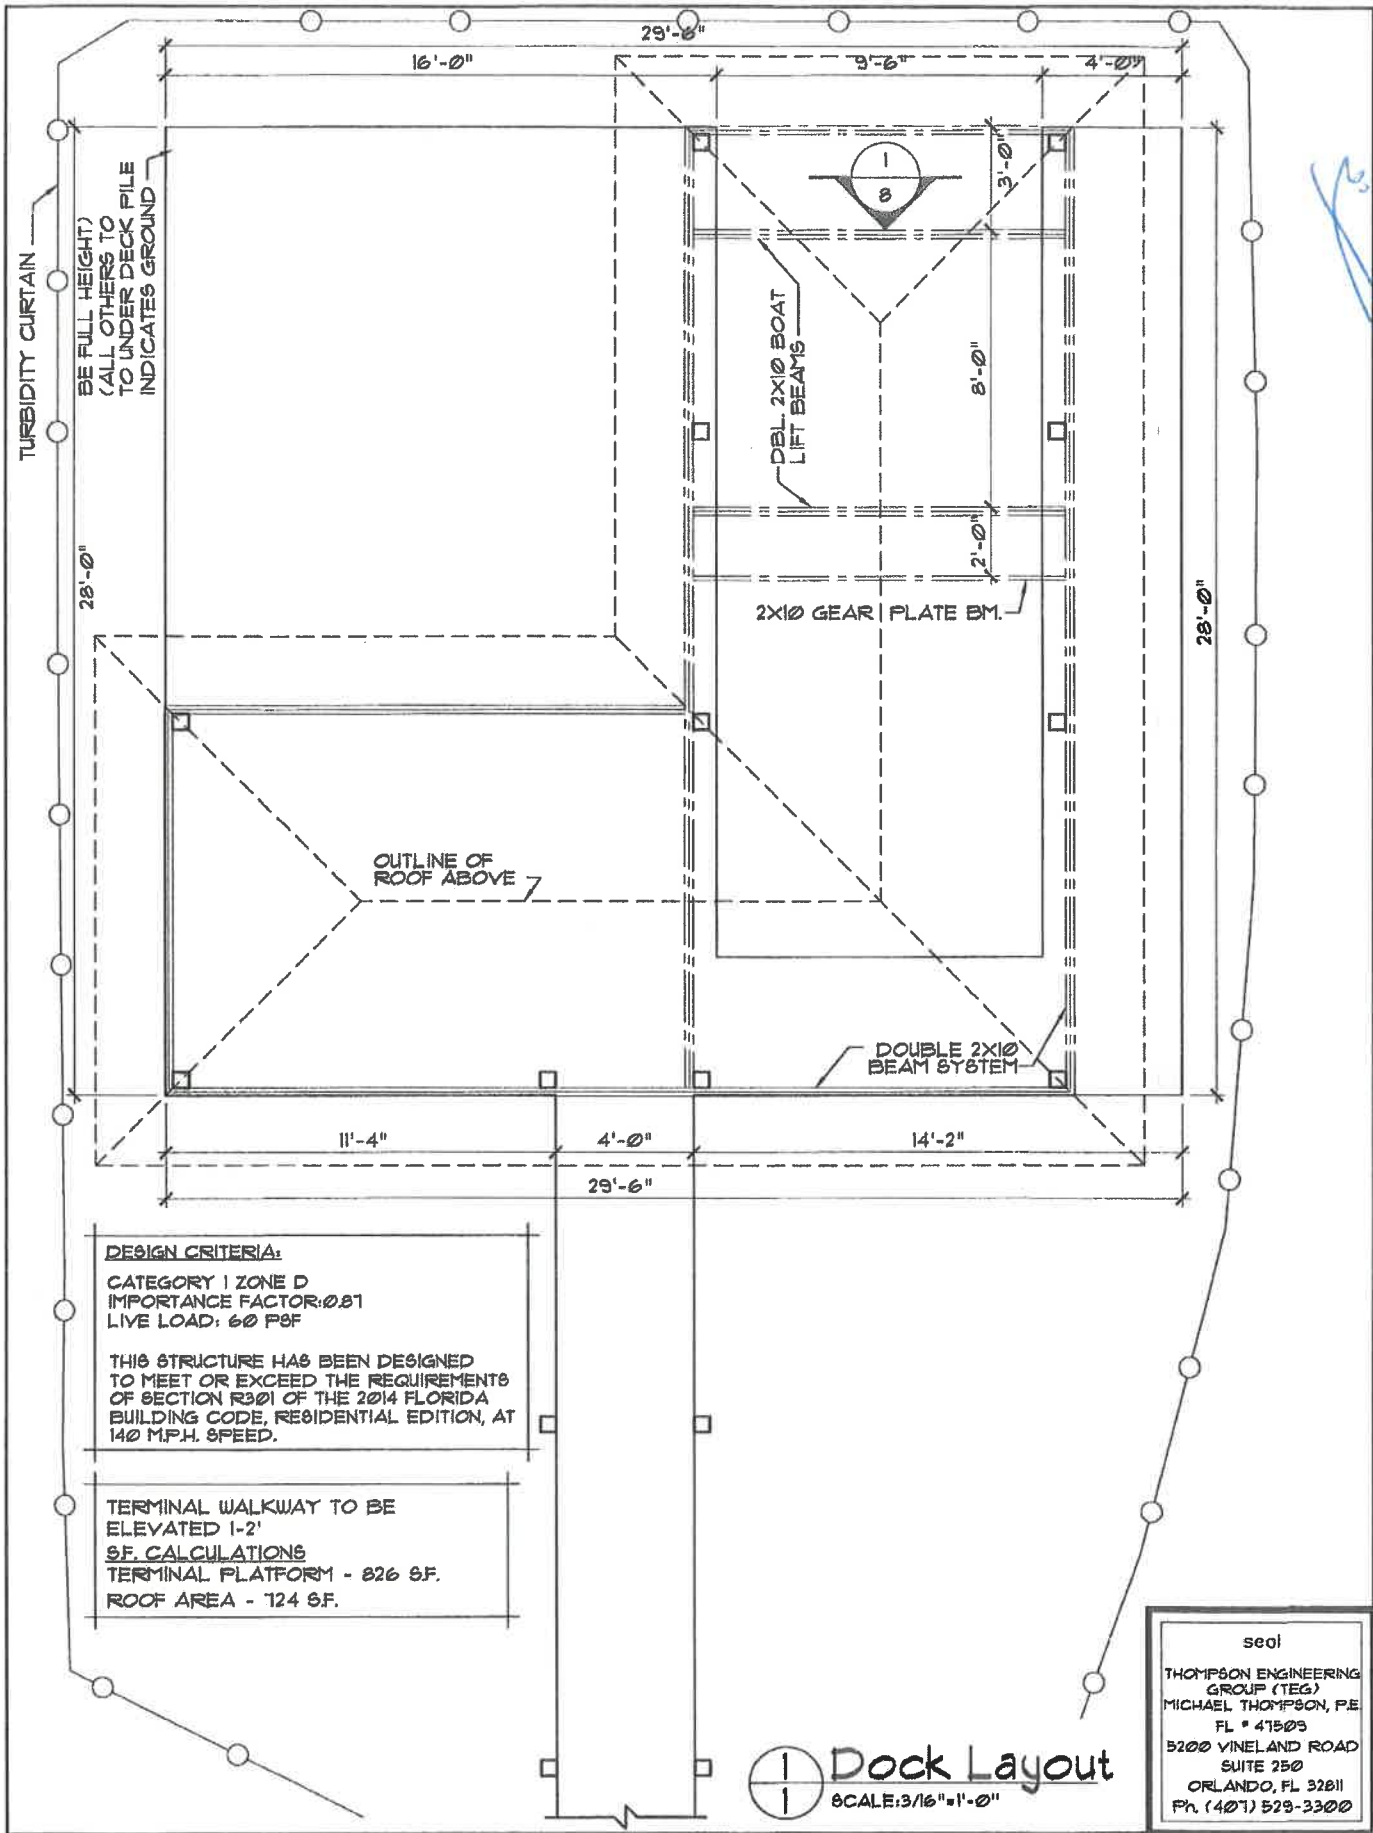 29'-6"
16'-0"
9'-6"
4'-0"
TURBIDITY CURTAIN
BE FULL HEIGHT)
(ALL OTHERS TO
TO UNDER DECK PILE
INDICATES GROUND
28'-0"
1
8
3'-0"
DBL. 2X10 BOAT
LIFT BEAMS
8'-0"
2'-0"
2X10 GEAR PLATE BM.
28'-0"
OUTLINE OF
ROOF ABOVE
DOUBLE 2X10
BEAM SYSTEM
11'-4"
4'-0"
14'-2"
29'-6"
DESIGN CRITERIA:
CATEGORY 1 ZONE D
IMPORTANCE FACTOR:0.87
LIVE LOAD: 60 PSF
THIS STRUCTURE HAS BEEN DESIGNED
TO MEET OR EXCEED THE REQUIREMENTS
OF SECTION R301 OF THE 2014 FLORIDA
BUILDING CODE, RESIDENTIAL EDITION, AT
140 M.P.H. SPEED.
TERMINAL WALKWAY TO BE
ELEVATED 1-2'
S.F. CALCULATIONS
TERMINAL PLATFORM - 826 S.F.
ROOF AREA - 724 S.F.
1
1
Dock Layout
SCALE:3/16"=1'-0"
seal
THOMPSON ENGINEERING
GROUP (TEG)
MICHAEL THOMPSON, P.E.
FL # 47509
5200 VINELAND ROAD
SUITE 250
ORLANDO, FL 32811
Ph. (407) 529-3300